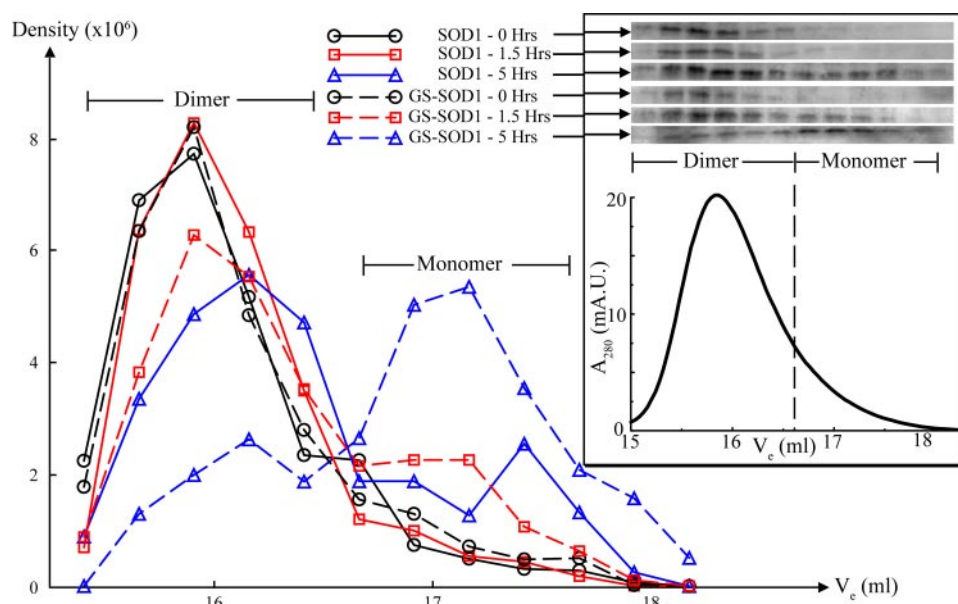 Density (x10⁶)
SOD1 - 0 Hrs
SOD1 - 1.5 Hrs
SOD1 - 5 Hrs
GS-SOD1 - 0 Hrs
GS-SOD1 - 1.5 Hrs
GS-SOD1 - 5 Hrs
Dimer
Monomer
8
6
4
2
0
16
17
18
Vₑ (ml)
Dimer
Monomer
20
10
0
A₂₈₀ (mA.U.)
15
16
17
18
Vₑ (ml)